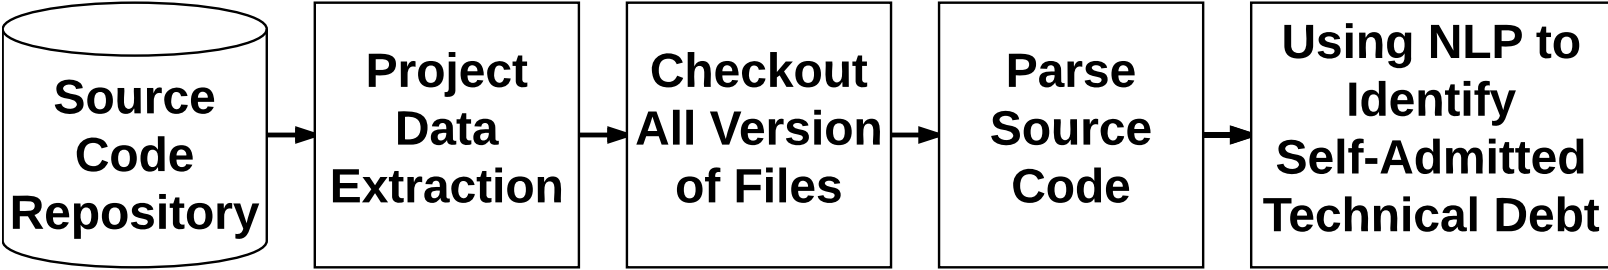 Source
Code
Repository
Project
Data
Extraction
Checkout
All Version
of Files
Parse
Source
Code
Using NLP to
Identify
Self-Admitted
Technical Debt